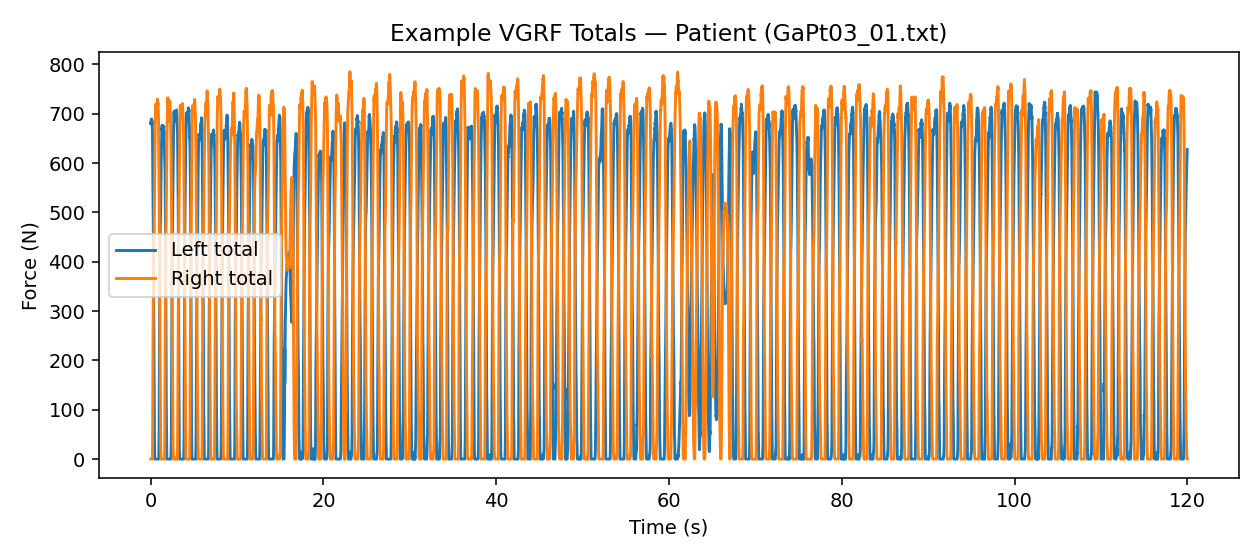 Example VGRF Totals — Patient (GaPt03_01.txt)
800
700
600
500
400
300
200
100
0
Force (N)
Left total
Right total
0 20 40 60 80 100 120
Time (s)